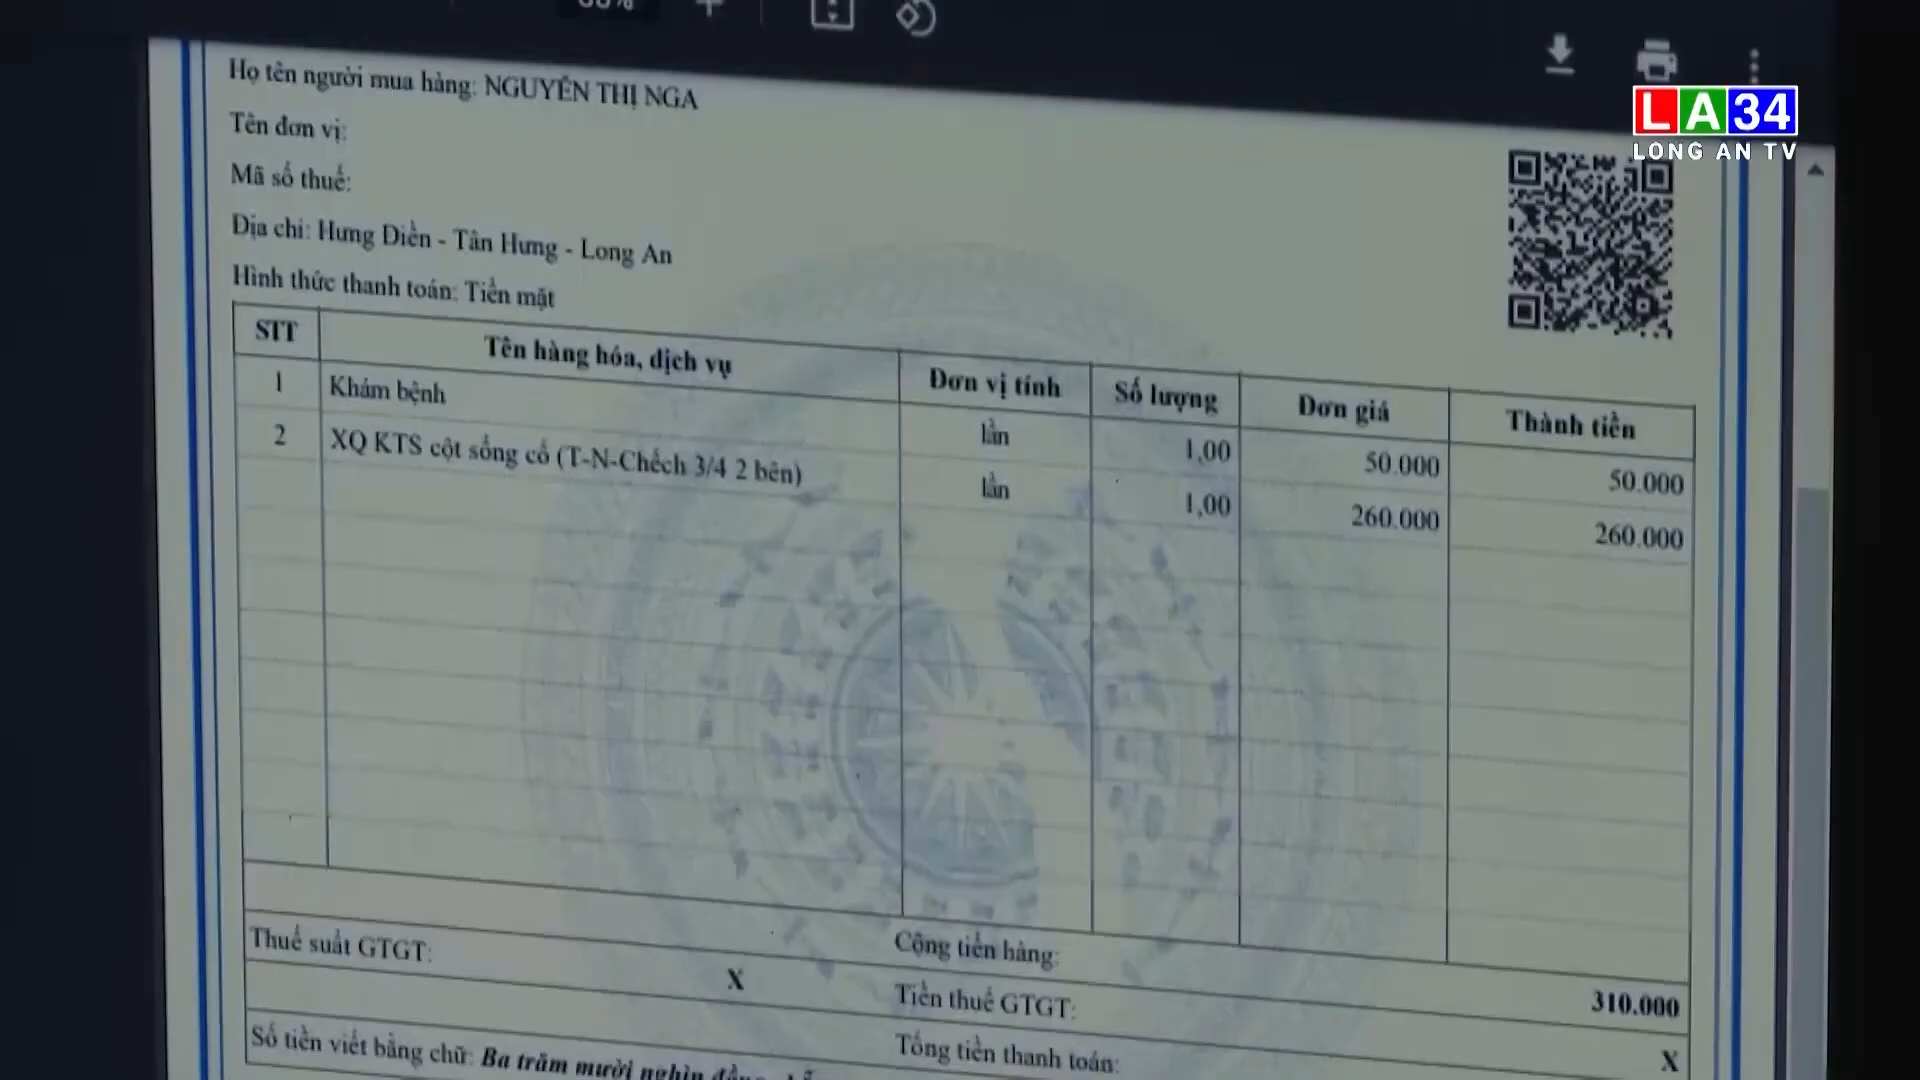 LA34
LONG AN TV
Họ tên người mua hàng: NGUYỄN THỊ NGA
Tên đơn vị:
Mã số thuế:
Địa chỉ: Hưng Điền - Tân Hưng - Long An
Hình thức thanh toán: Tiền mặt
STT Tên hàng hóa, dịch vụ Đơn vị tính Số lượng Đơn giá Thành tiền
1 Khám bệnh lần 1,00 50.000 50.000
2 XQ KTS cột sống cổ (T-N-Chếch 3/4 2 bên) lần 1,00 260.000 260.000
Cộng tiền hàng: 310.000
Thuế suất GTGT: X Tiền thuế GTGT: X
Tổng tiền thanh toán:
Số tiền viết bằng chữ: Ba trăm mười nghìn đồng